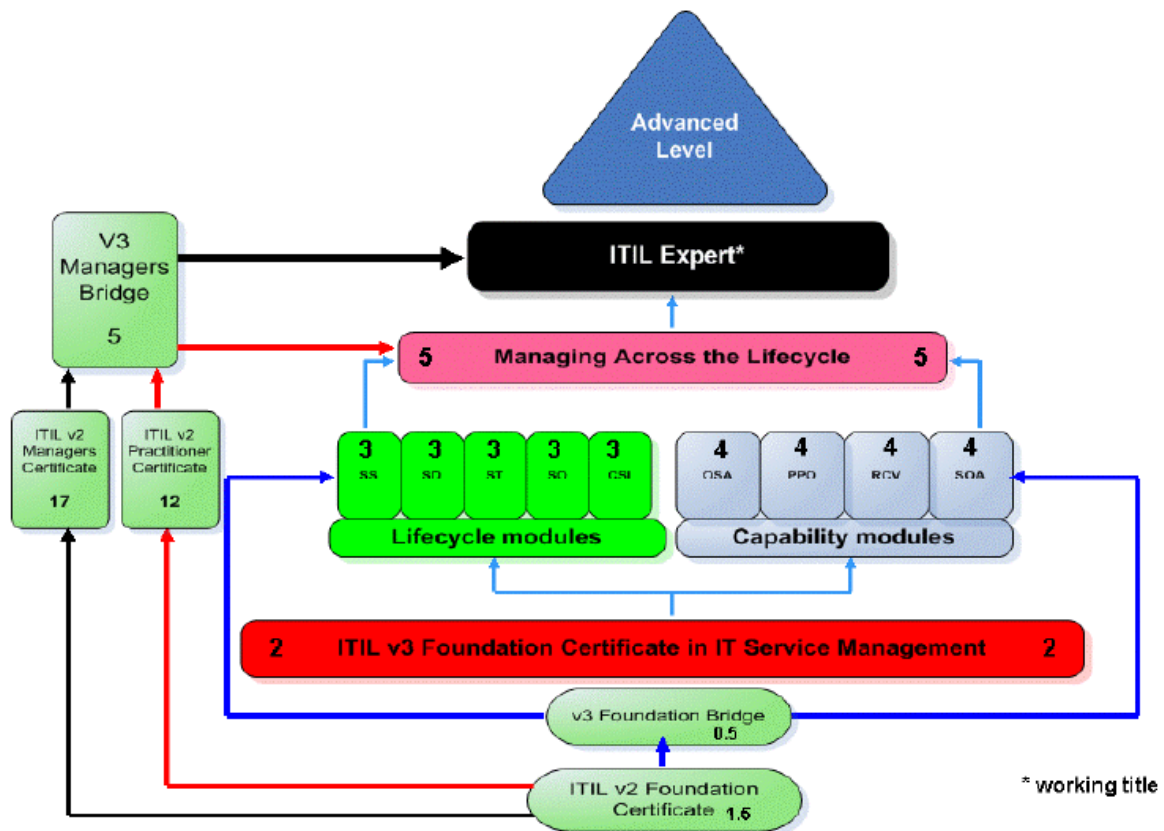 Advanced
Level
ITIL Expert*
V3
Managers
Bridge
5
5 Managing Across the Lifecycle 5
ITIL v2
Managers
Certificate
17
ITIL v2
Practitioner
Certificate
12
3 3 3 3 3
SS SD ST SO CSI
Lifecycle modules
4 4 4 4
OSA PPO RCV SOA
Capability modules
2 ITIL v3 Foundation Certificate in IT Service Management 2
v3 Foundation Bridge
0.5
ITIL v2 Foundation
Certificate 1.5
* working title